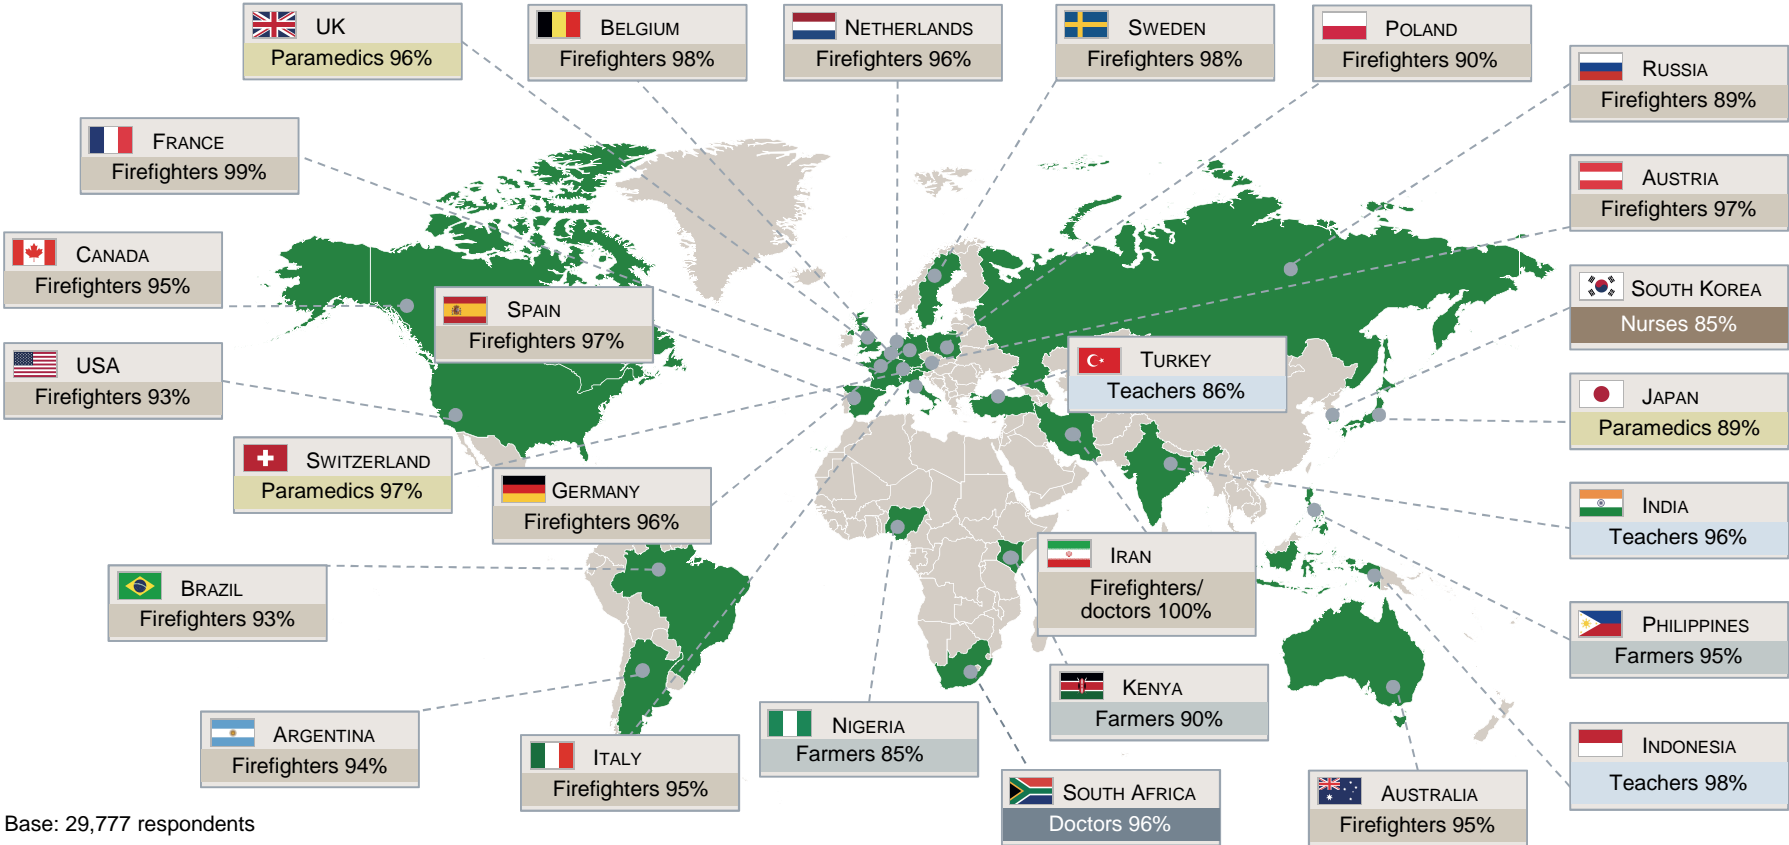 UK
Paramedics 96%
BELGIUM
Firefighters 98%
NETHERLANDS
Firefighters 96%
SWEDEN
Firefighters 98%
POLAND
Firefighters 90%
RUSSIA
Firefighters 89%
FRANCE
Firefighters 99%
AUSTRIA
Firefighters 97%
CANADA
Firefighters 95%
SPAIN
Firefighters 97%
SOUTH KOREA
Nurses 85%
USA
Firefighters 93%
TURKEY
Teachers 86%
JAPAN
Paramedics 89%
SWITZERLAND
Paramedics 97%
GERMANY
Firefighters 96%
INDIA
Teachers 96%
BRAZIL
Firefighters 93%
IRAN
Firefighters/
doctors 100%
PHILIPPINES
Farmers 95%
KENYA
Farmers 90%
ARGENTINA
Firefighters 94%
ITALY
Firefighters 95%
NIGERIA
Farmers 85%
INDONESIA
Teachers 98%
SOUTH AFRICA
Doctors 96%
AUSTRALIA
Firefighters 95%
Base: 29,777 respondents